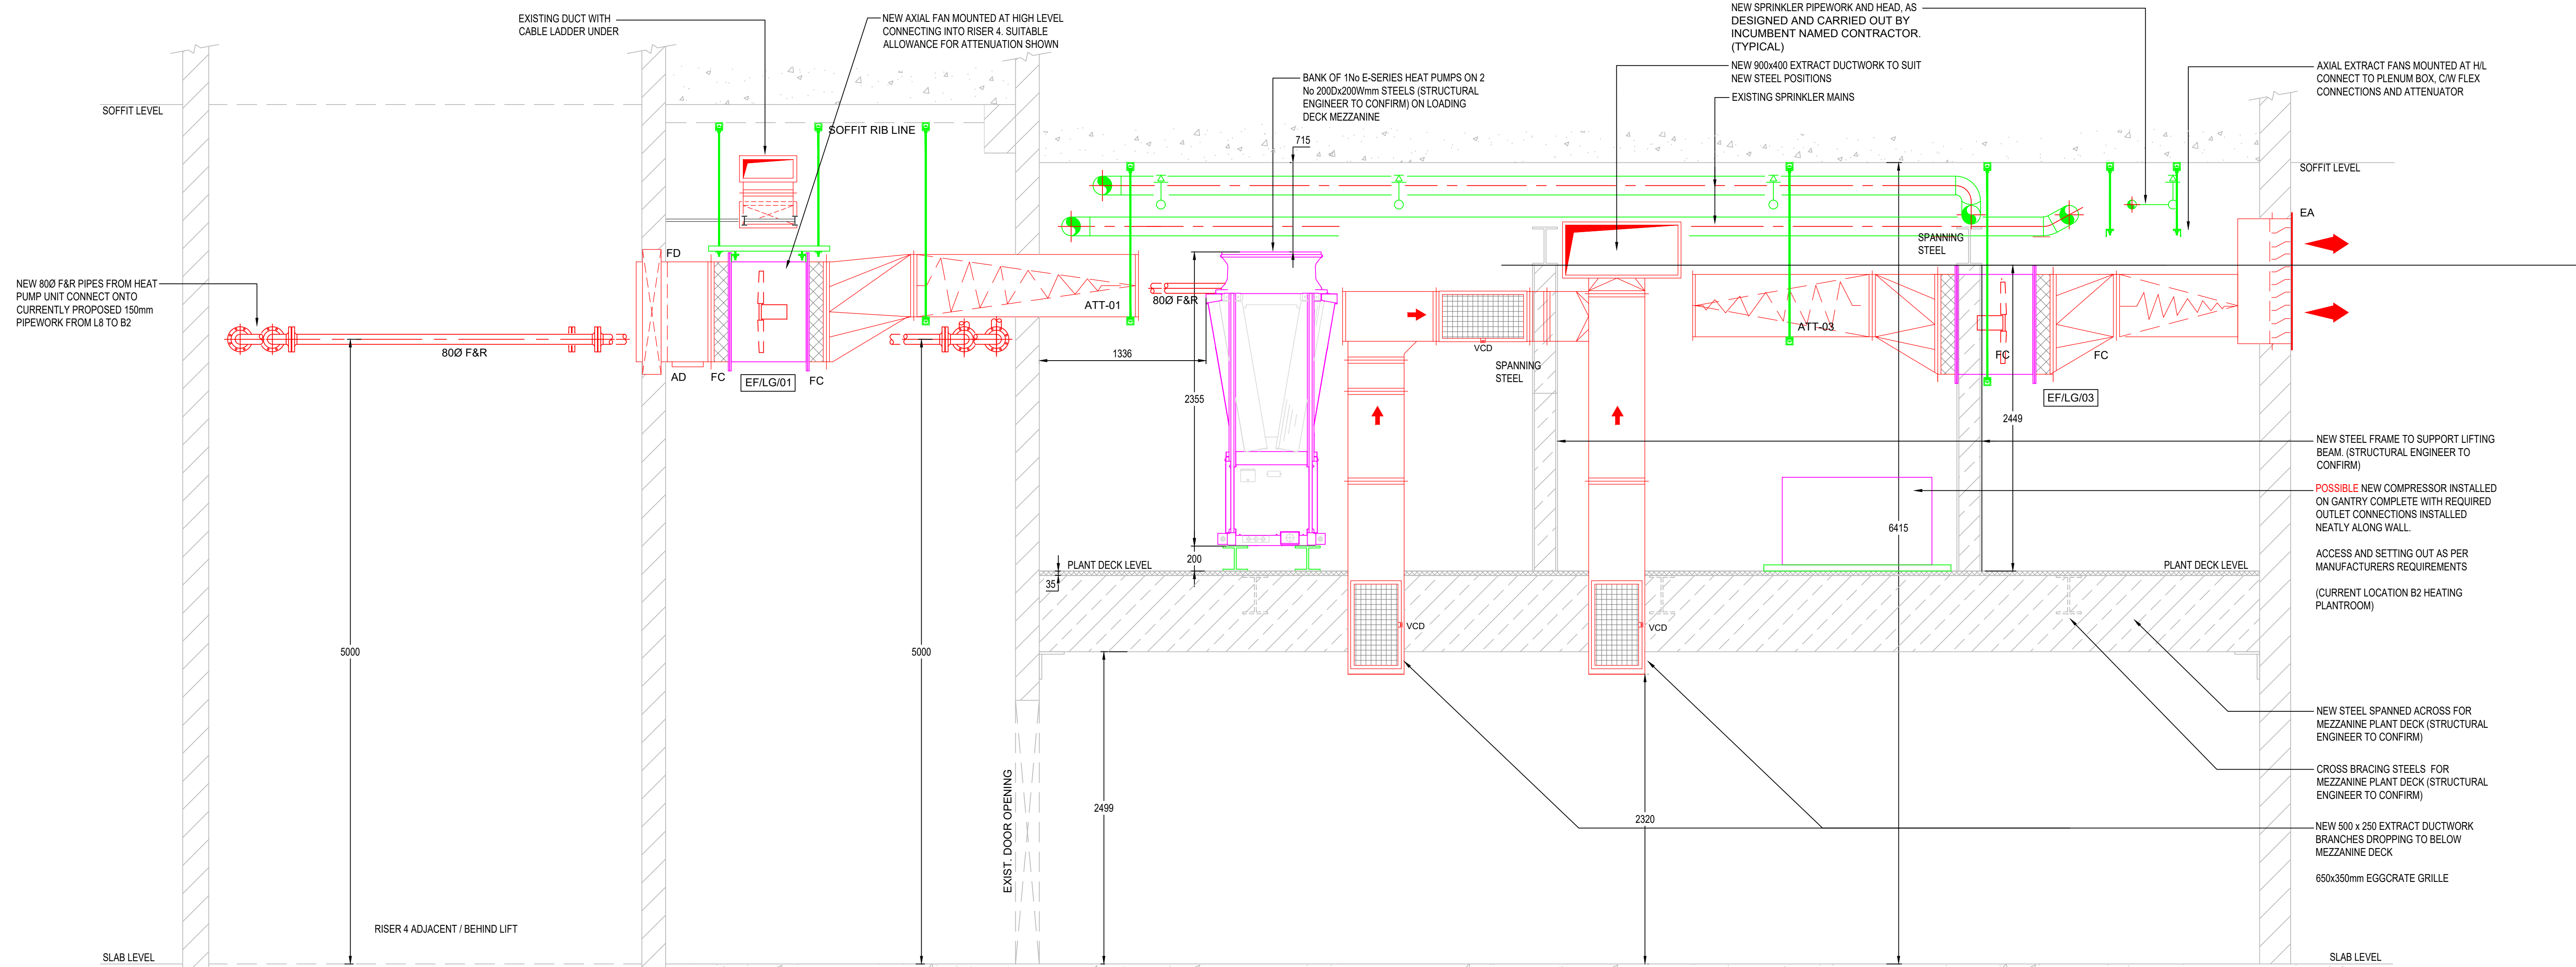 EXISTING DUCT WITH
CABLE LADDER UNDER
NEW AXIAL FAN MOUNTED AT HIGH LEVEL
CONNECTING INTO RISER 4. SUITABLE
ALLOWANCE FOR ATTENUATION SHOWN
NEW SPRINKLER PIPEWORK AND HEAD, AS
DESIGNED AND CARRIED OUT BY
INCUMBENT NAMED CONTRACTOR.
(TYPICAL)
NEW 900x400 EXTRACT DUCTWORK TO SUIT
NEW STEEL POSITIONS
EXISTING SPRINKLER MAINS
BANK OF 1No E-SERIES HEAT PUMPS ON 2
No 200Dx200Wmm STEELS (STRUCTURAL
ENGINEER TO CONFIRM) ON LOADING
DECK MEZZANINE
AXIAL EXTRACT FANS MOUNTED AT H/L
CONNECT TO PLENUM BOX, C/W FLEX
CONNECTIONS AND ATTENUATOR
SOFFIT LEVEL
SOFFIT RIB LINE
715
SOFFIT LEVEL
EA
SPANNING
STEEL
FD
NEW 80Ø F&R PIPES FROM HEAT
PUMP UNIT CONNECT ONTO
CURRENTLY PROPOSED 150mm
PIPEWORK FROM L8 TO B2
80Ø F&R
ATT-01
80Ø F&R
ATT-03
AD
FC
EF/LG/01
FC
1336
VCD
SPANNING
STEEL
FC
FC
EF/LG/03
2355
2449
NEW STEEL FRAME TO SUPPORT LIFTING
BEAM. (STRUCTURAL ENGINEER TO
CONFIRM)
POSSIBLE NEW COMPRESSOR INSTALLED
ON GANTRY COMPLETE WITH REQUIRED
OUTLET CONNECTIONS INSTALLED
NEATLY ALONG WALL.
ACCESS AND SETTING OUT AS PER
MANUFACTURERS REQUIREMENTS
(CURRENT LOCATION B2 HEATING
PLANTROOM)
6415
200
PLANT DECK LEVEL
PLANT DECK LEVEL
35
VCD
VCD
5000
5000
2499
2320
EXIST. DOOR OPENING
NEW STEEL SPANNED ACROSS FOR
MEZZANINE PLANT DECK (STRUCTURAL
ENGINEER TO CONFIRM)
CROSS BRACING STEELS FOR
MEZZANINE PLANT DECK (STRUCTURAL
ENGINEER TO CONFIRM)
NEW 500 x 250 EXTRACT DUCTWORK
BRANCHES DROPPING TO BELOW
MEZZANINE DECK
650x350mm EGGCRATE GRILLE
RISER 4 ADJACENT / BEHIND LIFT
SLAB LEVEL
SLAB LEVEL